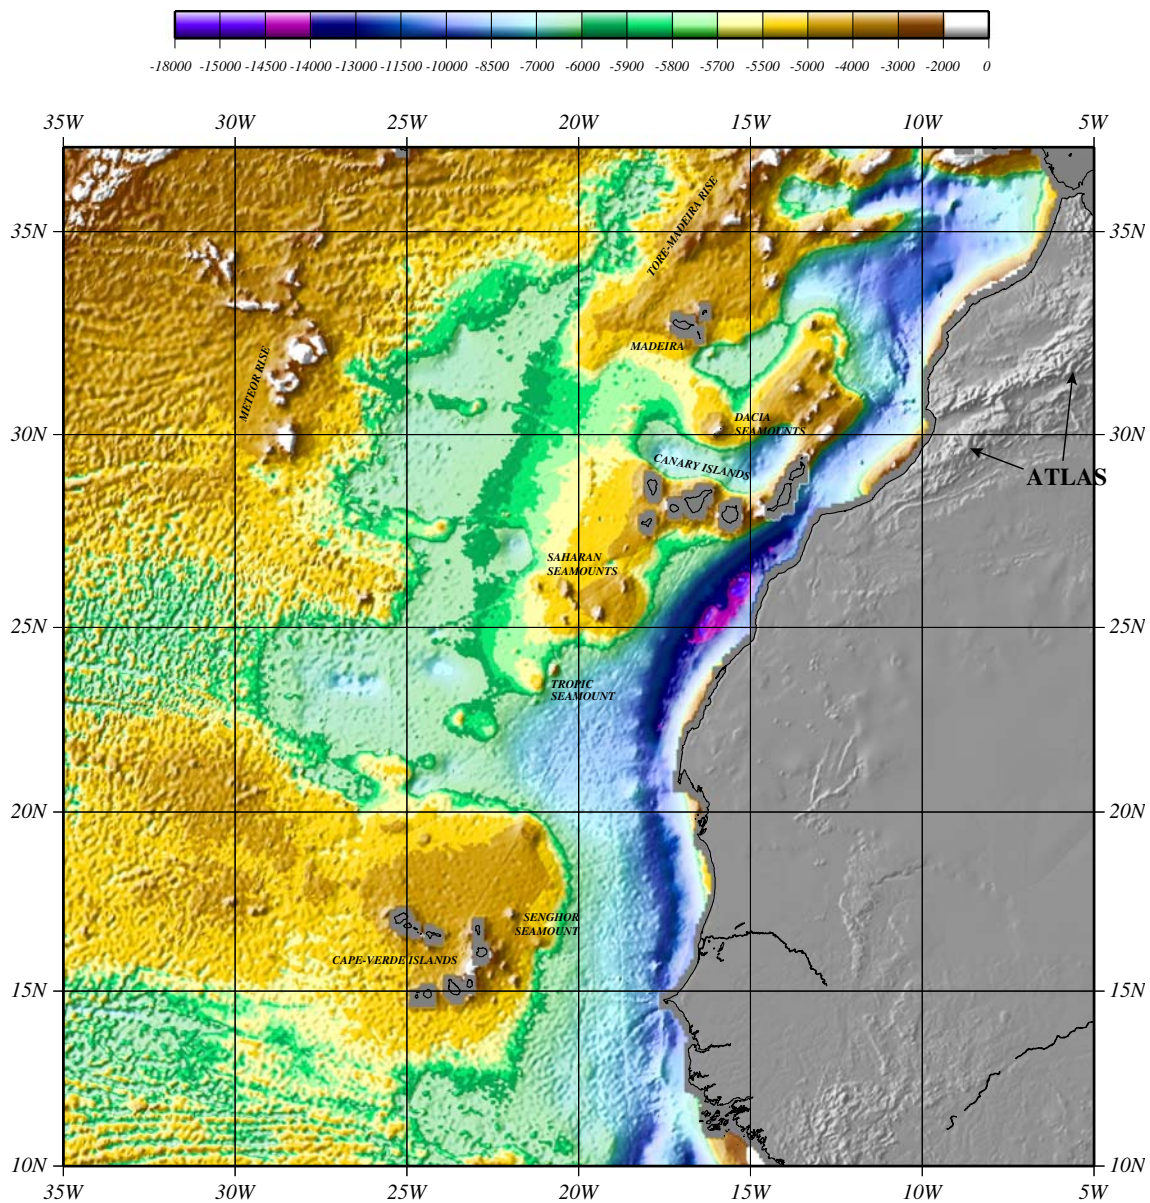 -18000 -15000 -14500 -14000 -13000 -11500 -10000 -8500 -7000 -6000 -5900 -5800 -5700 -5500 -5000 -4000 -3000 -2000 0
35W 30W 25W 20W 15W 10W 5W
35N 35N
TORE-MADEIRA RISE
MADEIRA
METEOR RISE
DACIA
SEAMOUNTS
30N 30N
CANARY ISLANDS
ATLAS
SAHARAN
SEAMOUNTS
25N 25N
TROPIC
SEAMOUNT
20N 20N
SENGHOR
SEAMOUNT
CAPE-VERDE ISLANDS
15N 15N
10N 10N
35W 30W 25W 20W 15W 10W 5W